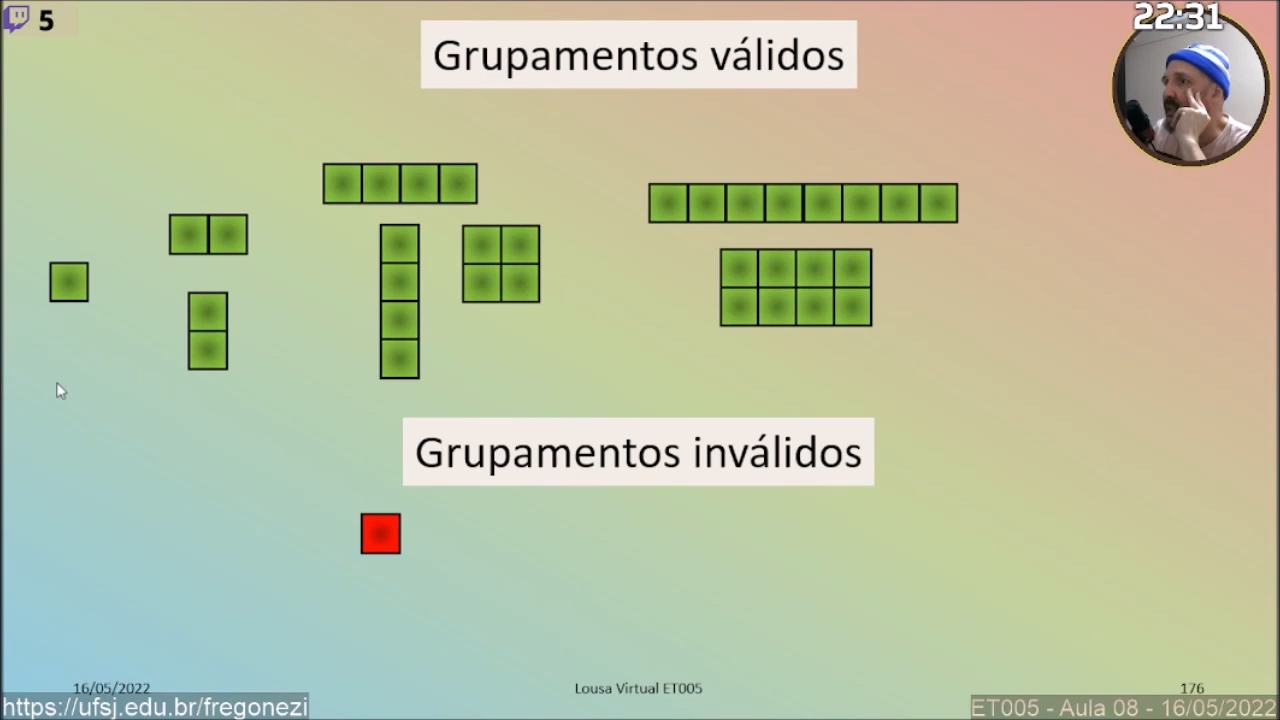 5
22:31
Grupamentos válidos
Grupamentos inválidos
16/05/2022
Lousa Virtual ET005
176
https://ufsj.edu.br/fregonezi
ET005 - Aula 08 - 16/05/2022